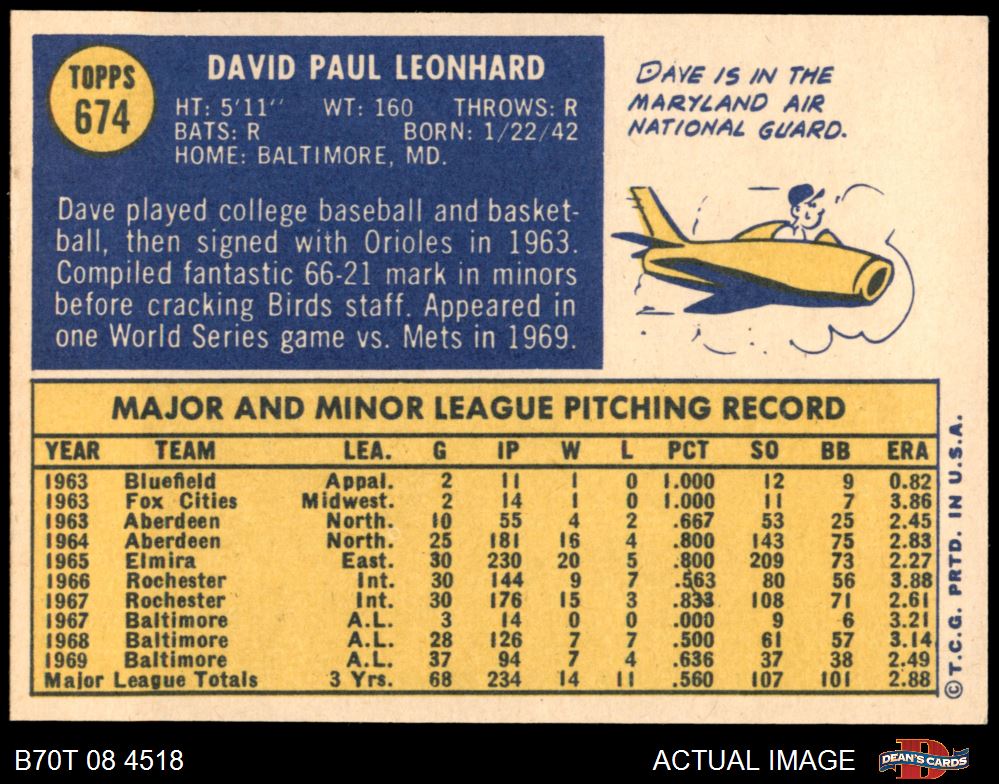 TOPPS
674
DAVID PAUL LEONHARD
HT: 5'11" WT: 160 THROWS: R
BATS: R BORN: 1/22/42
HOME: BALTIMORE, MD.
Dave played college baseball and basket-
ball, then signed with Orioles in 1963.
Compiled fantastic 66-21 mark in minors
before cracking Birds staff. Appeared in
one World Series game vs. Mets in 1969.
DAVE IS IN THE
MARYLAND AIR
NATIONAL GUARD.
MAJOR AND MINOR LEAGUE PITCHING RECORD
YEAR TEAM LEA. G IP W L PCT SO BB ERA
1963 Bluefield Appal. 2 11 1 0 1.000 12 9 0.82
1963 Fox Cities Midwest. 2 14 1 0 1.000 11 7 3.86
1963 Aberdeen North. 10 55 4 2 .667 53 25 2.45
1964 Aberdeen North. 25 181 16 4 .800 143 75 2.83
1965 Elmira East. 30 230 20 5 .800 209 73 2.27
1966 Rochester Int. 30 144 9 7 .563 80 56 3.88
1967 Rochester Int. 30 176 15 3 .833 108 71 2.61
1967 Baltimore A.L. 3 14 0 0 .000 9 6 3.21
1968 Baltimore A.L. 28 126 7 7 .500 61 57 3.14
1969 Baltimore A.L. 37 94 7 4 .636 37 38 2.49
Major League Totals 3 Yrs. 68 234 14 11 .560 107 101 2.88
© T.C.G. PRTD. IN U.S.A.
B70T 08 4518 ACTUAL IMAGE
DEAN'S CARDS